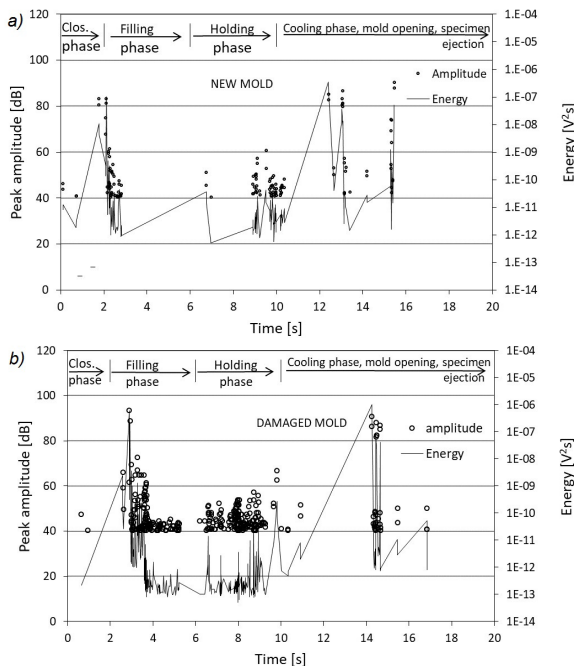 a)
Clos. phase
Filling phase
Holding phase
Cooling phase, mold opening, specimen ejection
NEW MOLD
Amplitude
Energy
Peak amplitude [dB]
120
100
80
60
40
20
0
Energy [V²s]
1.E-04
1.E-05
1.E-06
1.E-07
1.E-08
1.E-09
1.E-10
1.E-11
1.E-12
1.E-13
1.E-14
0 2 4 6 8 10 12 14 16 18 20
Time [s]
b)
Clos. phase
Filling phase
Holding phase
Cooling phase, mold opening, specimen ejection
DAMAGED MOLD
amplitude
Energy
Peak amplitude [dB]
120
100
80
60
40
20
0
Energy [V²s]
1E-04
1E-05
1E-06
1E-07
1E-08
1E-09
1E-10
1E-11
1E-12
1E-13
1E-14
0 2 4 6 8 10 12 14 16 18 20
Time [s]